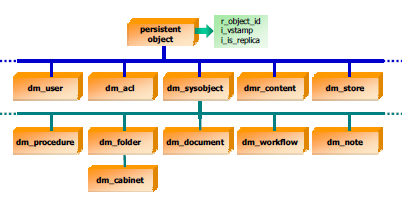 persistent
object
r_object_id
i_vstamp
i_is_replica
dm_user
dm_acl
dm_sysobject
dmr_content
dm_store
dm_procedure
dm_folder
dm_document
dm_workflow
dm_note
dm_cabinet